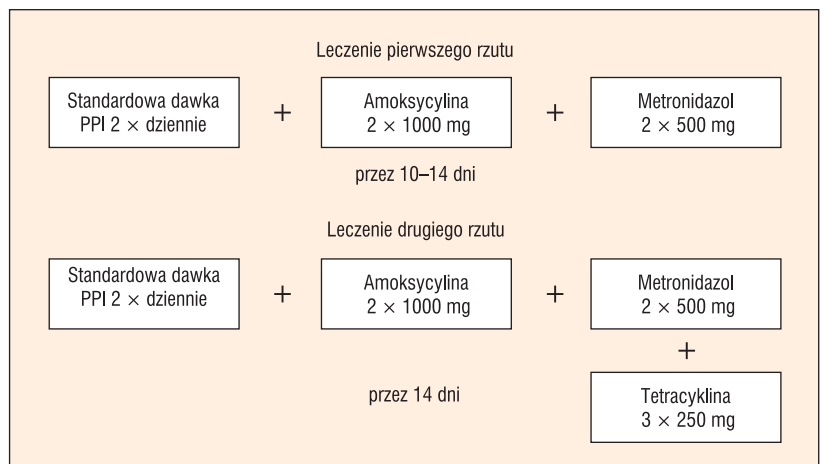 Leczenie pierwszego rzutu
Standardowa dawka
PPI 2 × dziennie
+
Amoksycylina
2 × 1000 mg
+
Metronidazol
2 × 500 mg
przez 10–14 dni
Leczenie drugiego rzutu
Standardowa dawka
PPI 2 × dziennie
+
Amoksycylina
2 × 1000 mg
+
Metronidazol
2 × 500 mg
+
przez 14 dni
Tetracyklina
3 × 250 mg